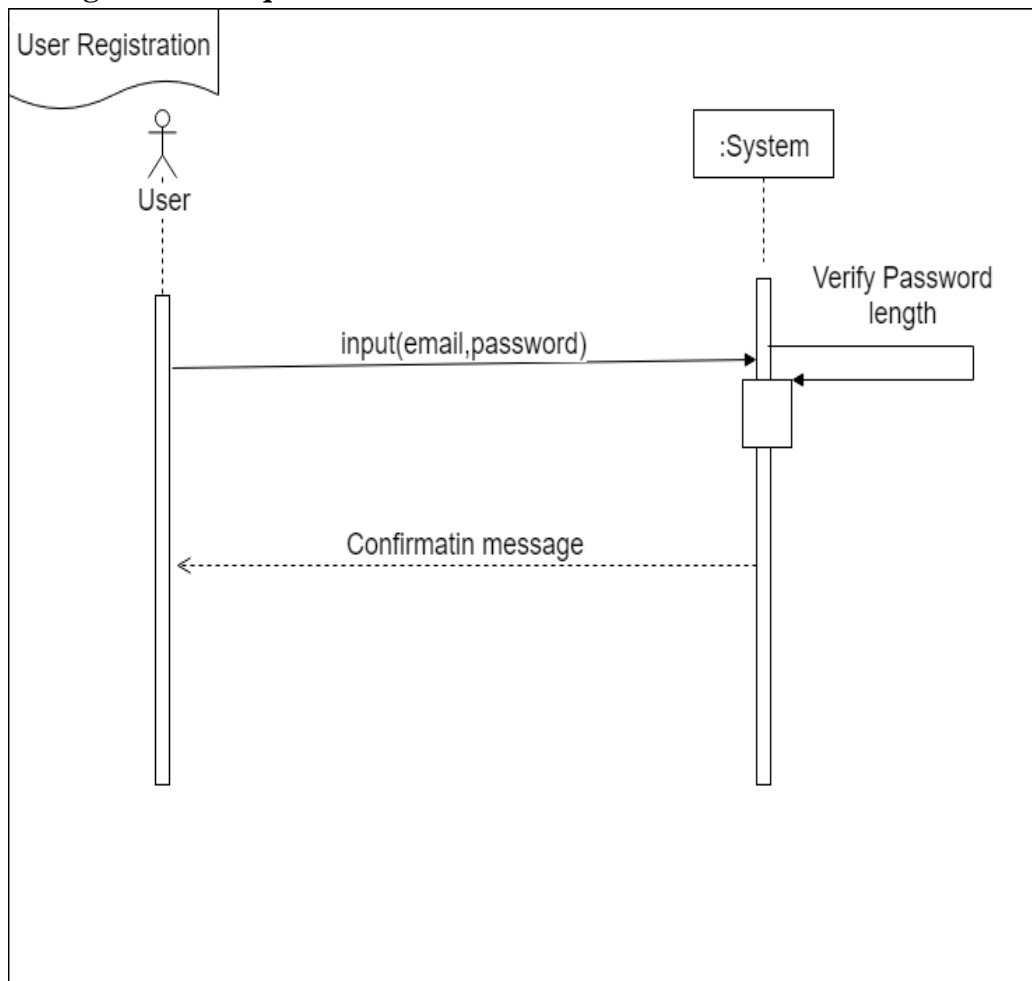 User Registration
:System
User
Verify Password
length
input(email,password)
Confirmatin message